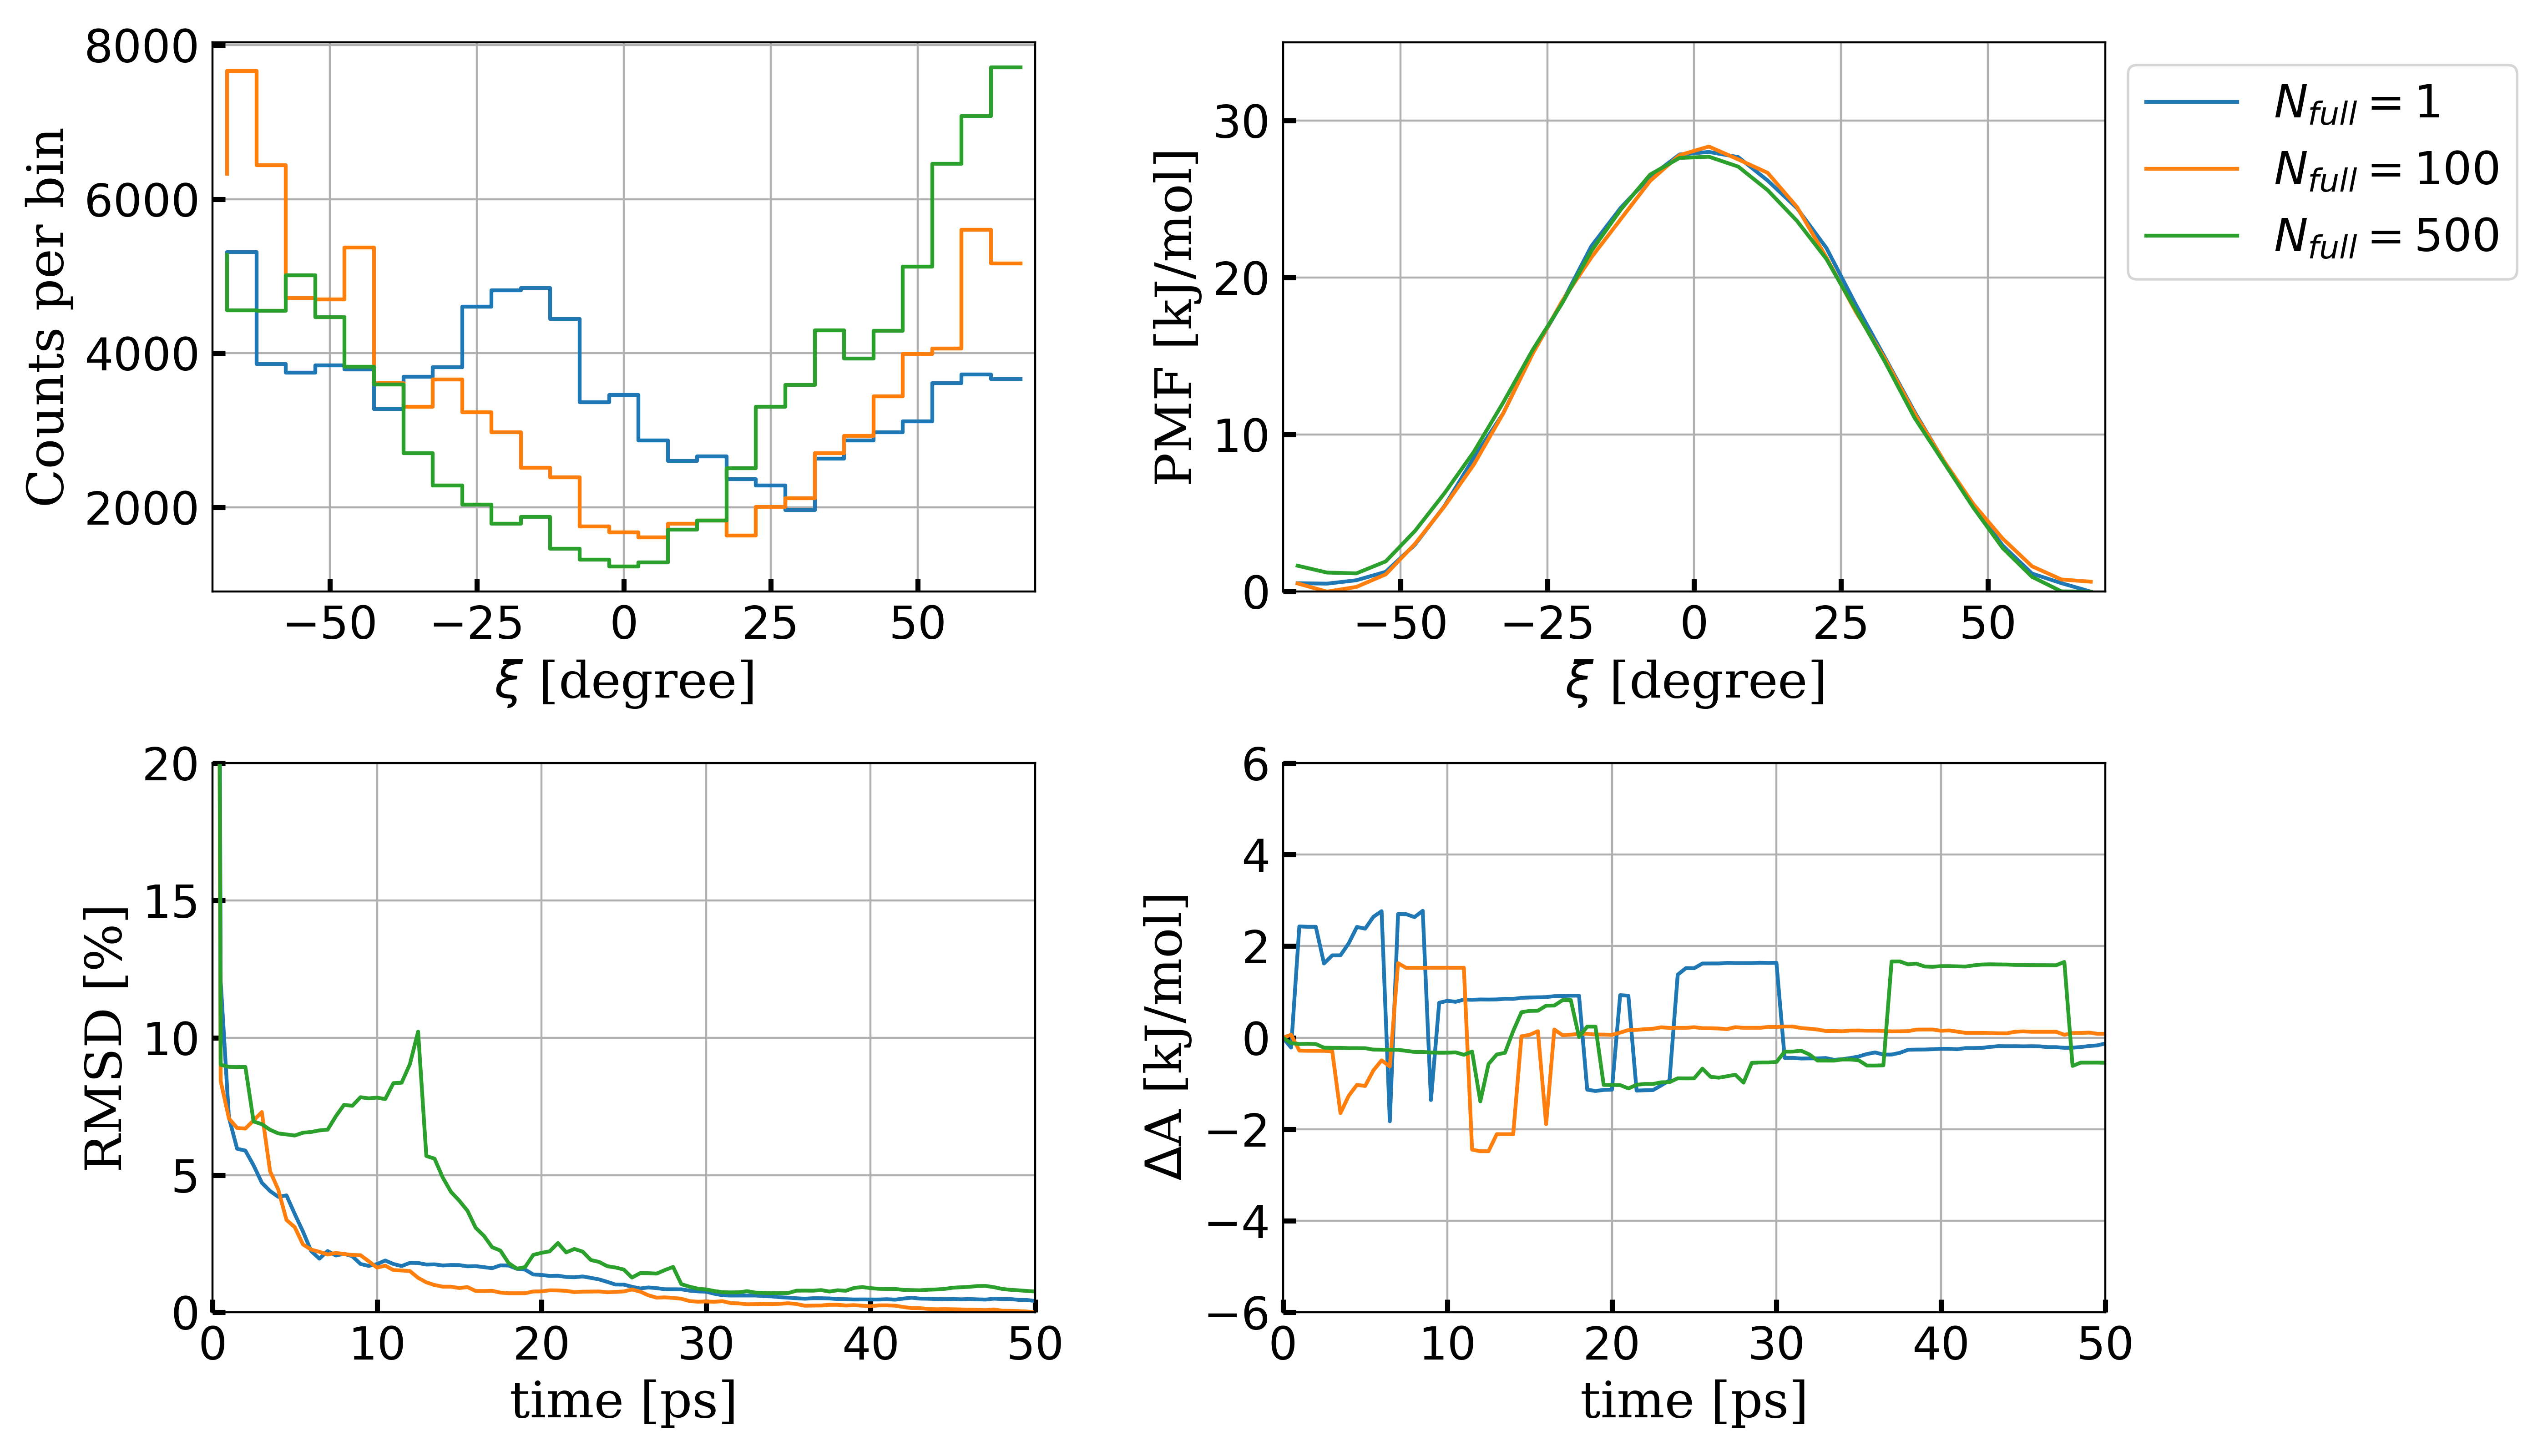 8000
6000
4000
2000
Counts per bin
−50 −25 0 25 50
ξ [degree]
30
20
10
0
PMF [kJ/mol]
−50 −25 0 25 50
ξ [degree]
N_full = 1
N_full = 100
N_full = 500
20
15
10
5
0
RMSD [%]
0 10 20 30 40 50
time [ps]
6
4
2
0
−2
−4
−6
ΔA [kJ/mol]
0 10 20 30 40 50
time [ps]